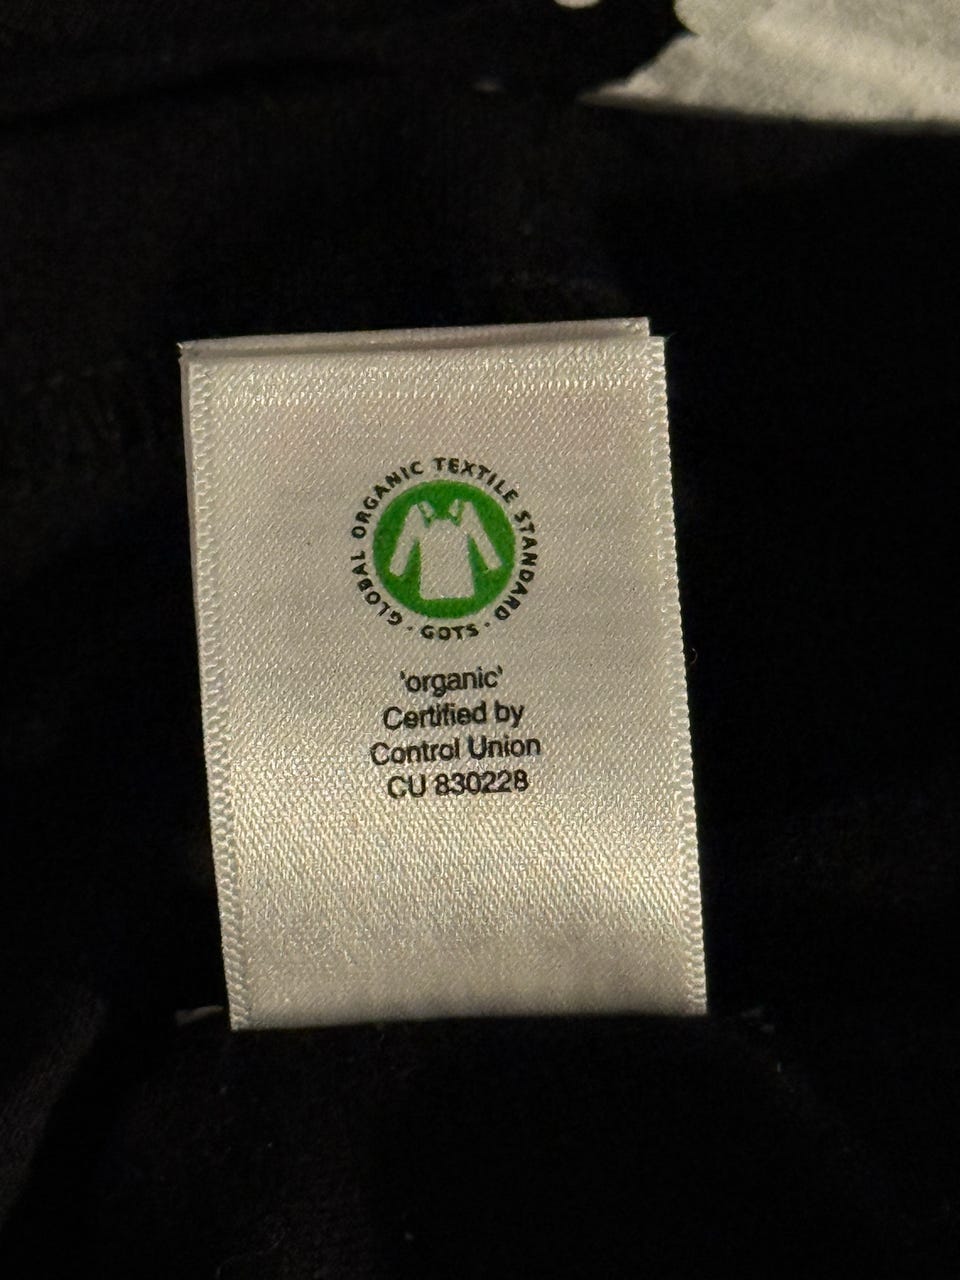 GLOBAL ORGANIC TEXTILE STANDARD · GOTS ·
'organic'
Certified by
Control Union
CU 830228